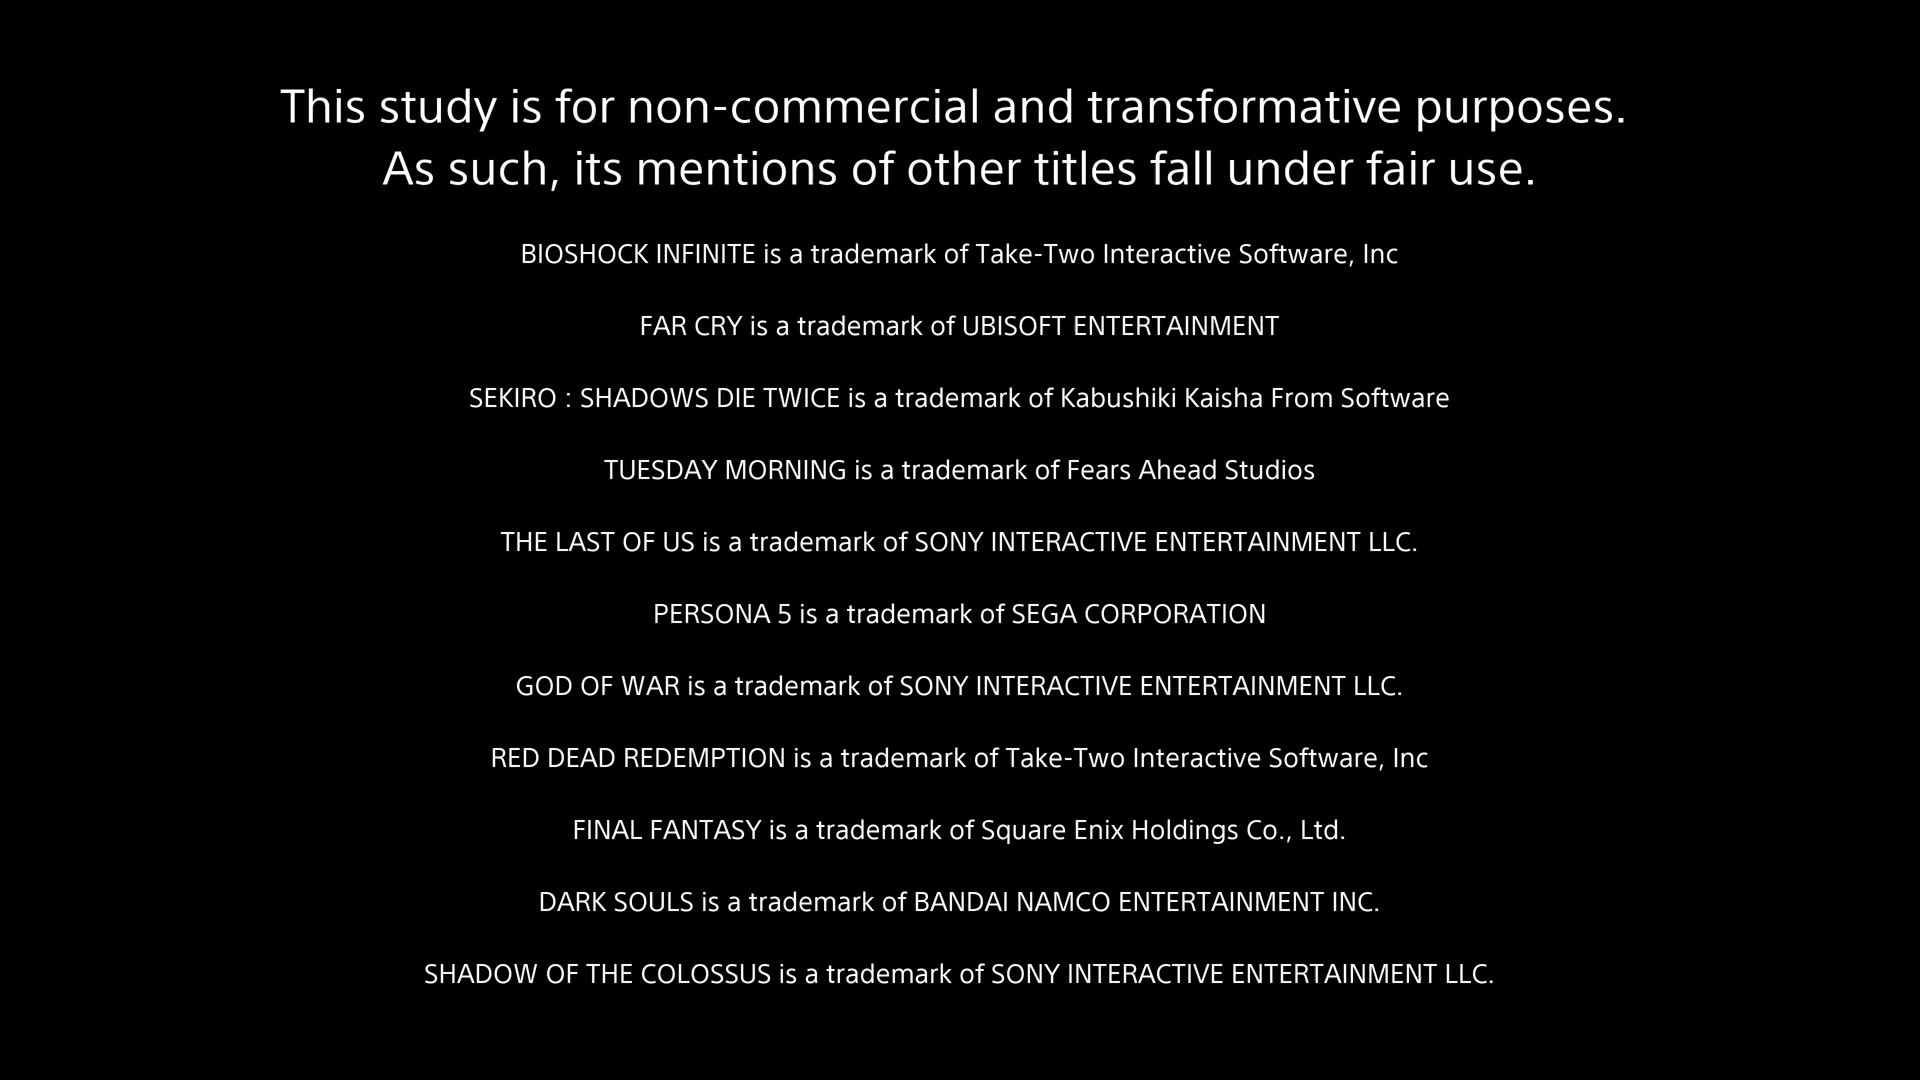 This study is for non-commercial and transformative purposes.
As such, its mentions of other titles fall under fair use.
BIOSHOCK INFINITE is a trademark of Take-Two Interactive Software, Inc
FAR CRY is a trademark of UBISOFT ENTERTAINMENT
SEKIRO : SHADOWS DIE TWICE is a trademark of Kabushiki Kaisha From Software
TUESDAY MORNING is a trademark of Fears Ahead Studios
THE LAST OF US is a trademark of SONY INTERACTIVE ENTERTAINMENT LLC.
PERSONA 5 is a trademark of SEGA CORPORATION
GOD OF WAR is a trademark of SONY INTERACTIVE ENTERTAINMENT LLC.
RED DEAD REDEMPTION is a trademark of Take-Two Interactive Software, Inc
FINAL FANTASY is a trademark of Square Enix Holdings Co., Ltd.
DARK SOULS is a trademark of BANDAI NAMCO ENTERTAINMENT INC.
SHADOW OF THE COLOSSUS is a trademark of SONY INTERACTIVE ENTERTAINMENT LLC.